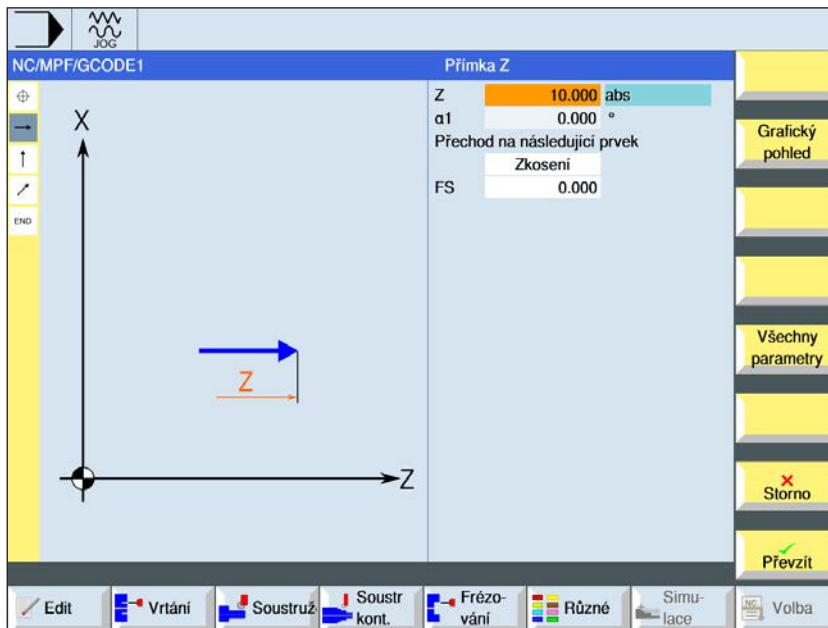 JOG
NC/MPF/GCODE1
Přímka Z
Z 10.000 abs
α1 0.000 °
Přechod na následující prvek
Zkosení
FS 0.000
X
Z
Z
END
Grafický
pohled
Všechny
parametry
Storno
Převzít
Edit
Vrtání
Soustruž
Soustr
kont.
Frézo-
vání
Různé
Simu-
lace
NC
Volba